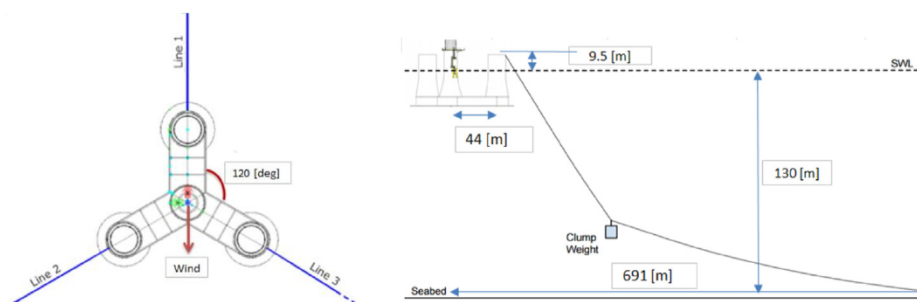 Line 1
120 [deg]
Line 2
Wind
Line 3
9.5 [m]
SWL
44 [m]
130 [m]
Clump
Weight
691 [m]
Seabed